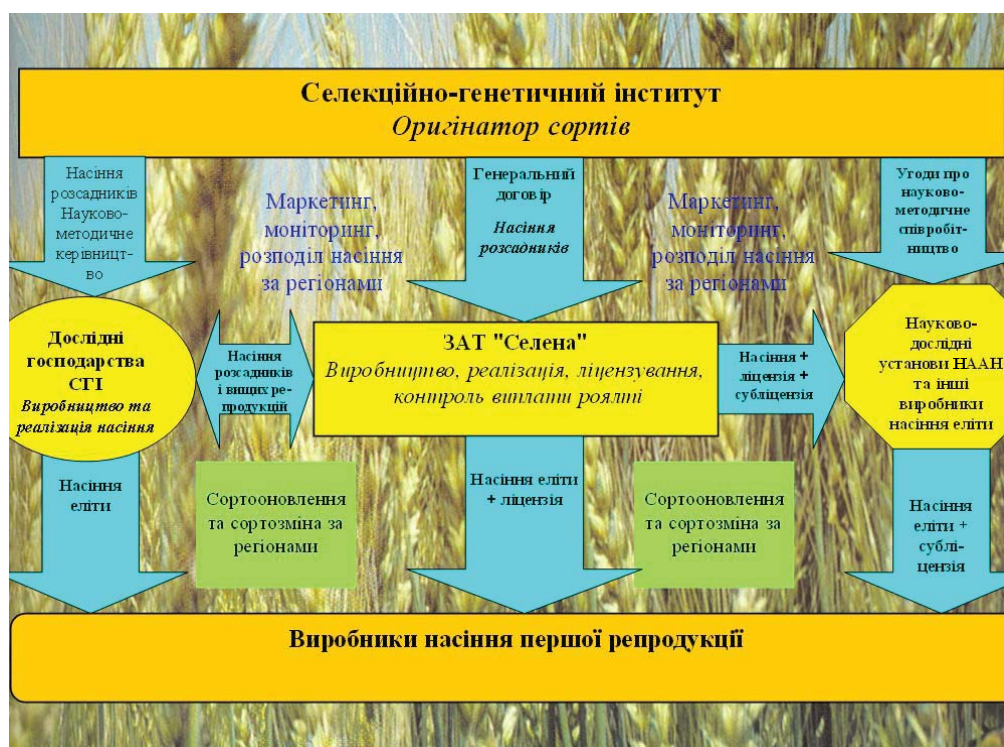 Селекційно-генетичний інститут
Оригінатор сортів
Насіння
розсадників
Науково-
методичне
керівницт-
во
Маркетинг,
моніторинг,
розподіл насіння
за регіонами
Генеральний
договір
Насіння
розсадників
Маркетинг,
моніторинг,
розподіл насіння
за регіонами
Угоди про
науково-
методичне
співробіт-
ництво
Дослідні
господарства
СГІ
Виробництво та
реалізація насіння
Насіння
розсадників
і вищих ре-
продукцій
ЗАТ "Селена"
Виробництво, реалізація, ліцензування,
контроль виплати роялті
Насіння +
ліцензія +
субліцензія
Науково-
дослідні
установи НААН
та інші
виробники
насіння еліти
Насіння
еліти
Сортооновлення
та сортозміна за
регіонами
Насіння еліти
+ ліцензія
Сортооновлення
та сортозміна за
регіонами
Насіння
еліти +
сублі-
цензія
Виробники насіння першої репродукції